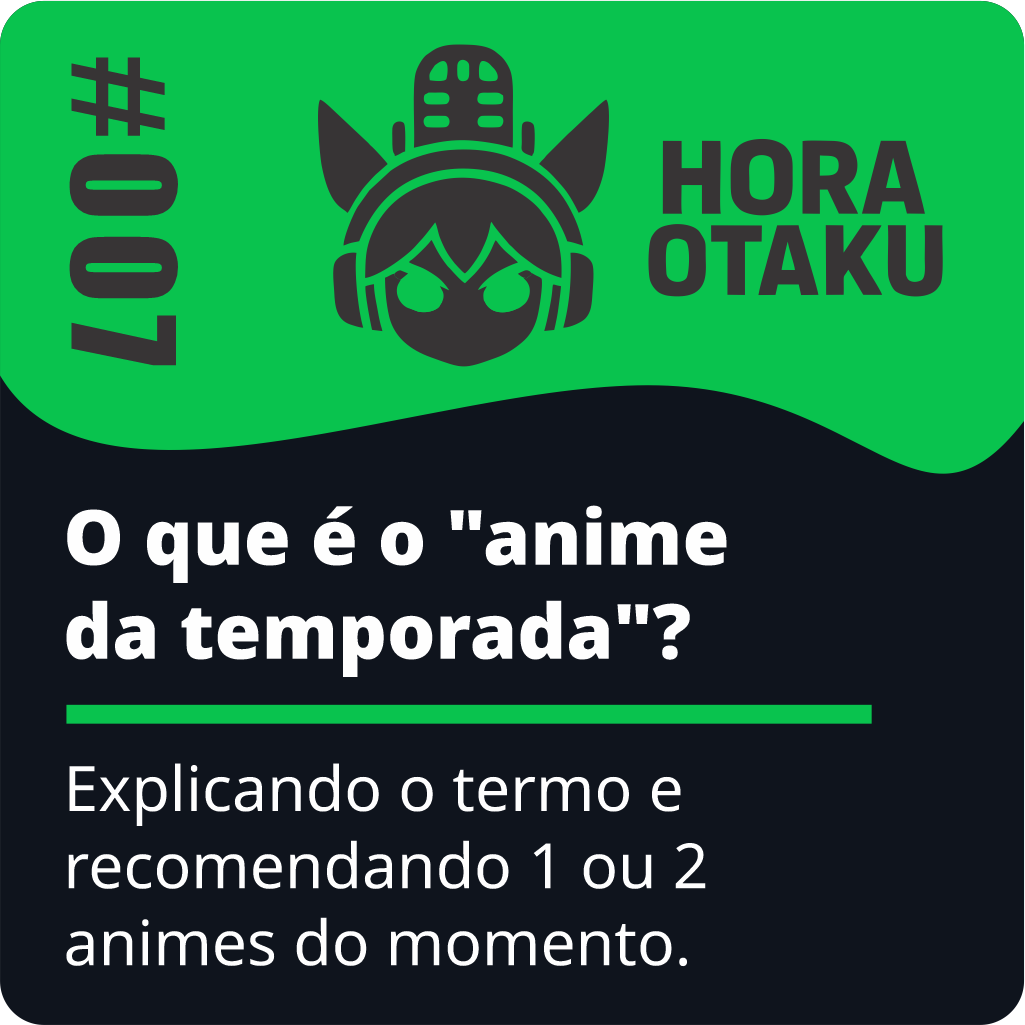 #007
HORA
OTAKU
O que é o "anime
da temporada"?
Explicando o termo e
recomendando 1 ou 2
animes do momento.